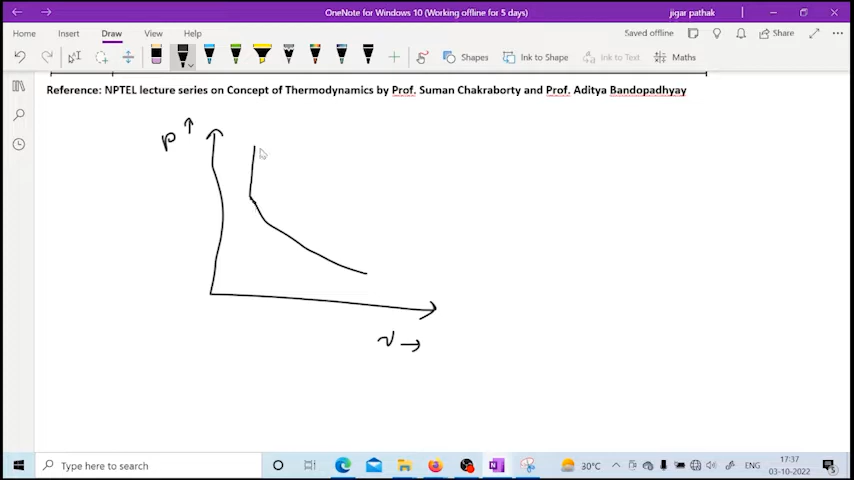 OneNote for Windows 10 (Working offline for 5 days)
jigar pathak
Home Insert Draw View Help
Saved offline
Share
Shapes
Ink to Shape
Ink to Text
Maths
Reference: NPTEL lecture series on Concept of Thermodynamics by Prof. Suman Chakraborty and Prof. Aditya Bandopadhyay
P ↑
v →
Type here to search
30°C
ENG
17:37
03-10-2022
5